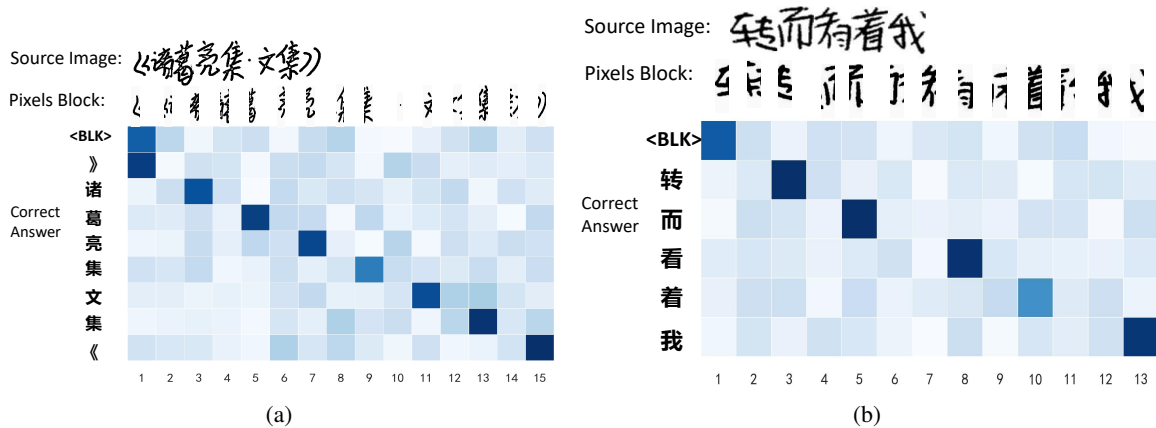 Source Image: 《诸葛亮集·文集》
Pixels Block:
<BLK>
》
诸
葛
亮
集
文
集
《
Correct
Answer
1 2 3 4 5 6 7 8 9 10 11 12 13 14 15
(a)
Source Image: 转而看着我
Pixels Block:
<BLK>
转
而
看
着
我
Correct
Answer
1 2 3 4 5 6 7 8 9 10 11 12 13
(b)